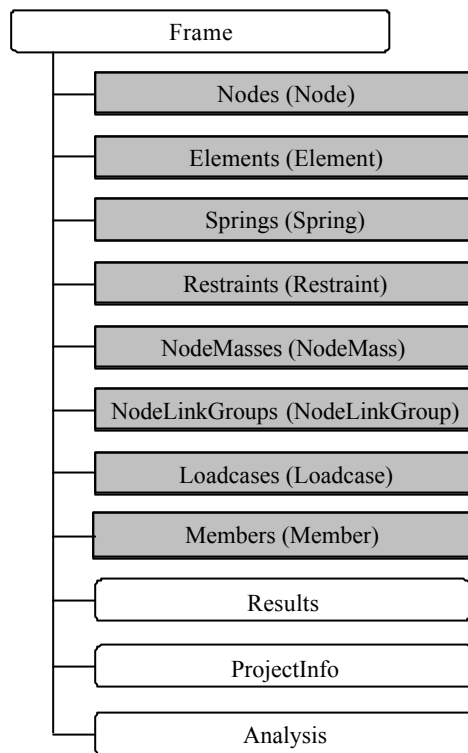 Frame
Nodes (Node)
Elements (Element)
Springs (Spring)
Restraints (Restraint)
NodeMasses (NodeMass)
NodeLinkGroups (NodeLinkGroup)
Loadcases (Loadcase)
Members (Member)
Results
ProjectInfo
Analysis